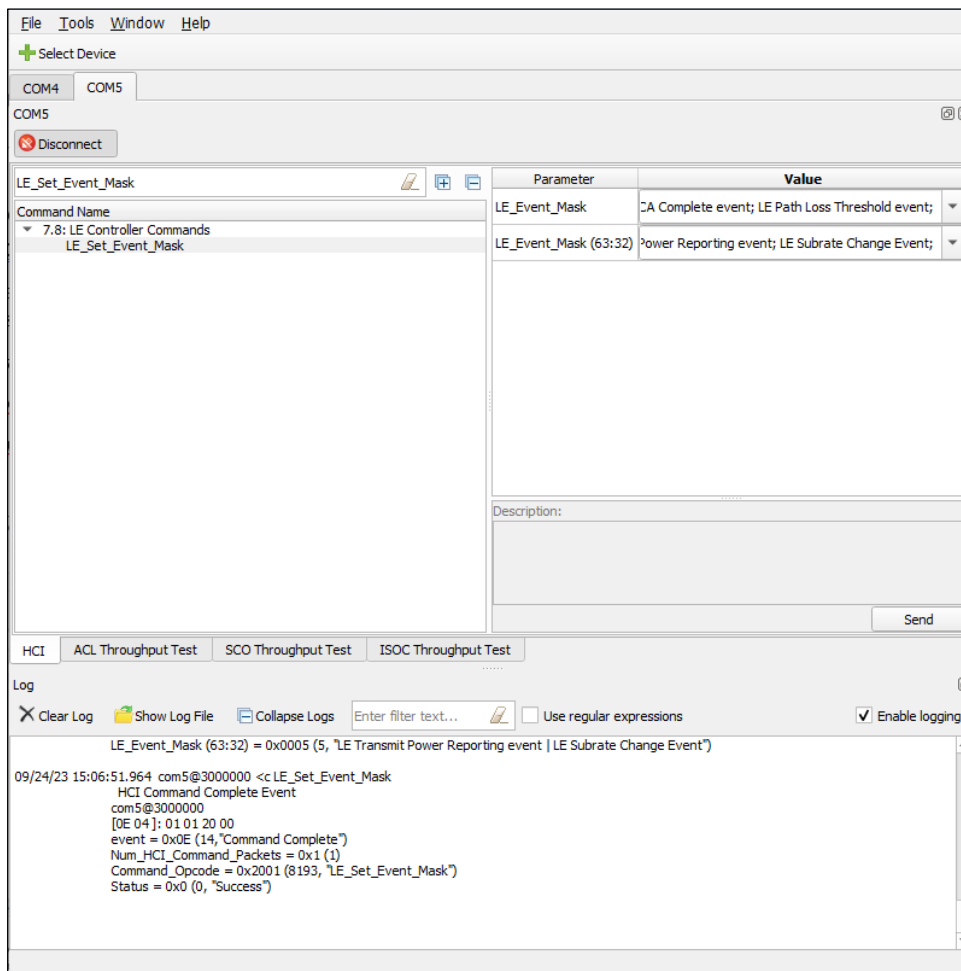 File Tools Window Help
Select Device
COM4 COM5
COM5
Disconnect
LE_Set_Event_Mask
Command Name
7.8: LE Controller Commands
LE_Set_Event_Mask
Parameter Value
LE_Event_Mask CA Complete event; LE Path Loss Threshold event;
LE_Event_Mask (63:32) Power Reporting event; LE Subrate Change Event;
Description:
Send
HCI ACL Throughput Test SCO Throughput Test ISOC Throughput Test
Log
Clear Log Show Log File Collapse Logs Enter filter text... Use regular expressions Enable logging
LE_Event_Mask (63:32) = 0x0005 (5, "LE Transmit Power Reporting event | LE Subrate Change Event")
09/24/23 15:06:51.964 com5@3000000 <c LE_Set_Event_Mask
HCI Command Complete Event
com5@3000000
[0E 04]: 01 01 20 00
event = 0x0E (14,"Command Complete")
Num_HCI_Command_Packets = 0x1 (1)
Command_Opcode = 0x2001 (8193, "LE_Set_Event_Mask")
Status = 0x0 (0, "Success")